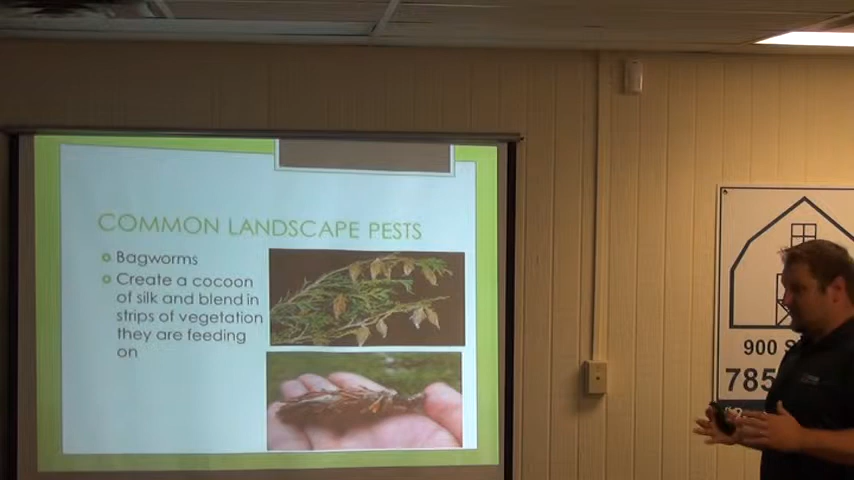 COMMON LANDSCAPE PESTS
Bagworms
Create a cocoon
of silk and blend in
strips of vegetation
they are feeding
on
900 S
785